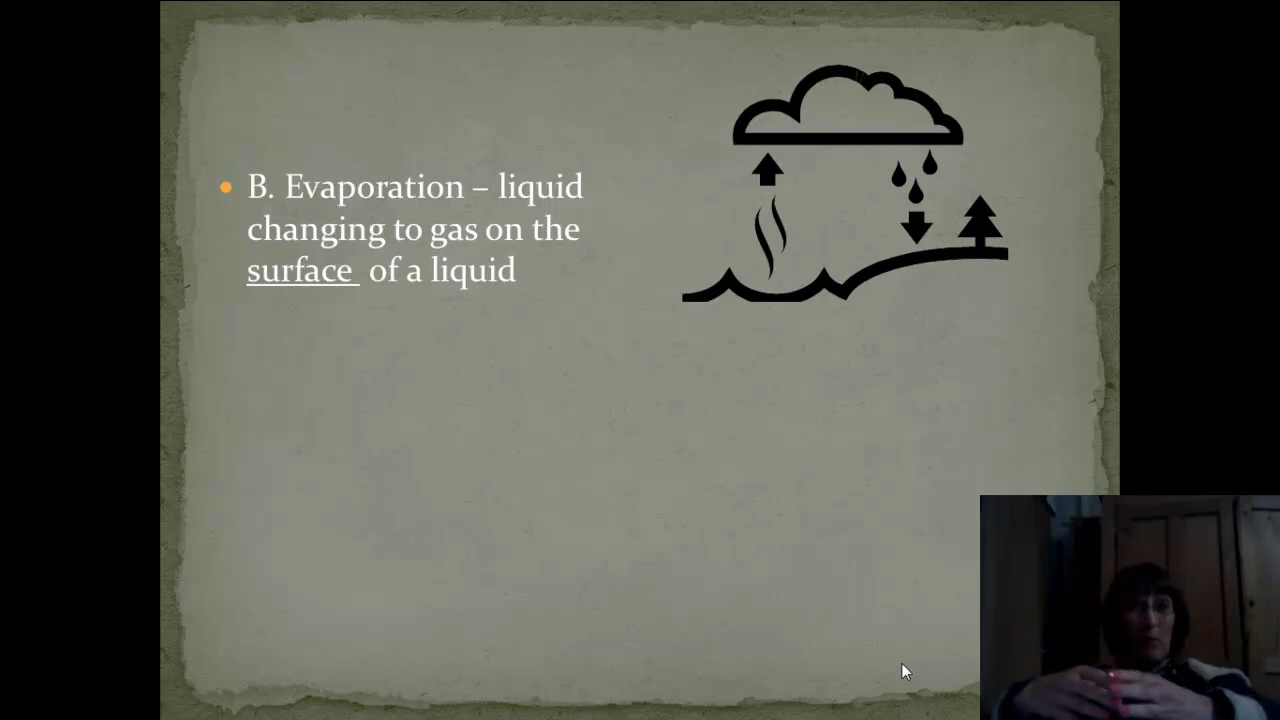 B. Evaporation – liquid
changing to gas on the
surface of a liquid